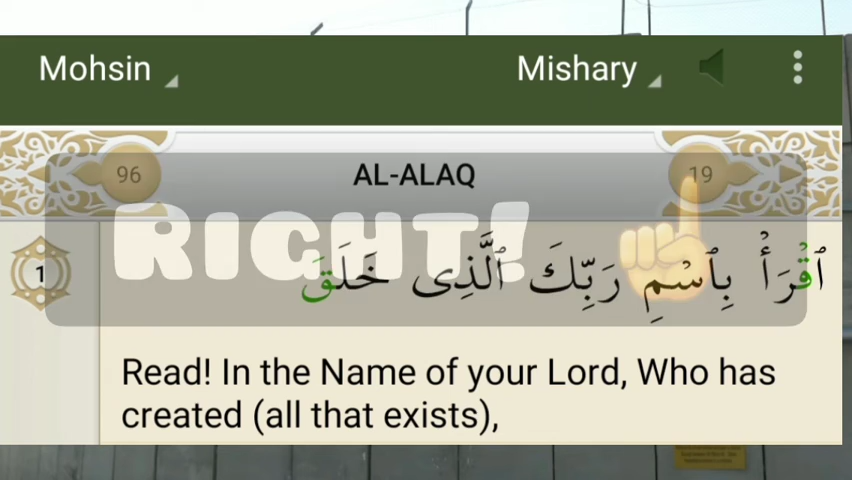 Mohsin Mishary
96 AL-ALAQ 19
RIGHT!
1
ٱقْرَأْ بِٱسْمِ رَبِّكَ ٱلَّذِى خَلَقَ
Read! In the Name of your Lord, Who has
created (all that exists),